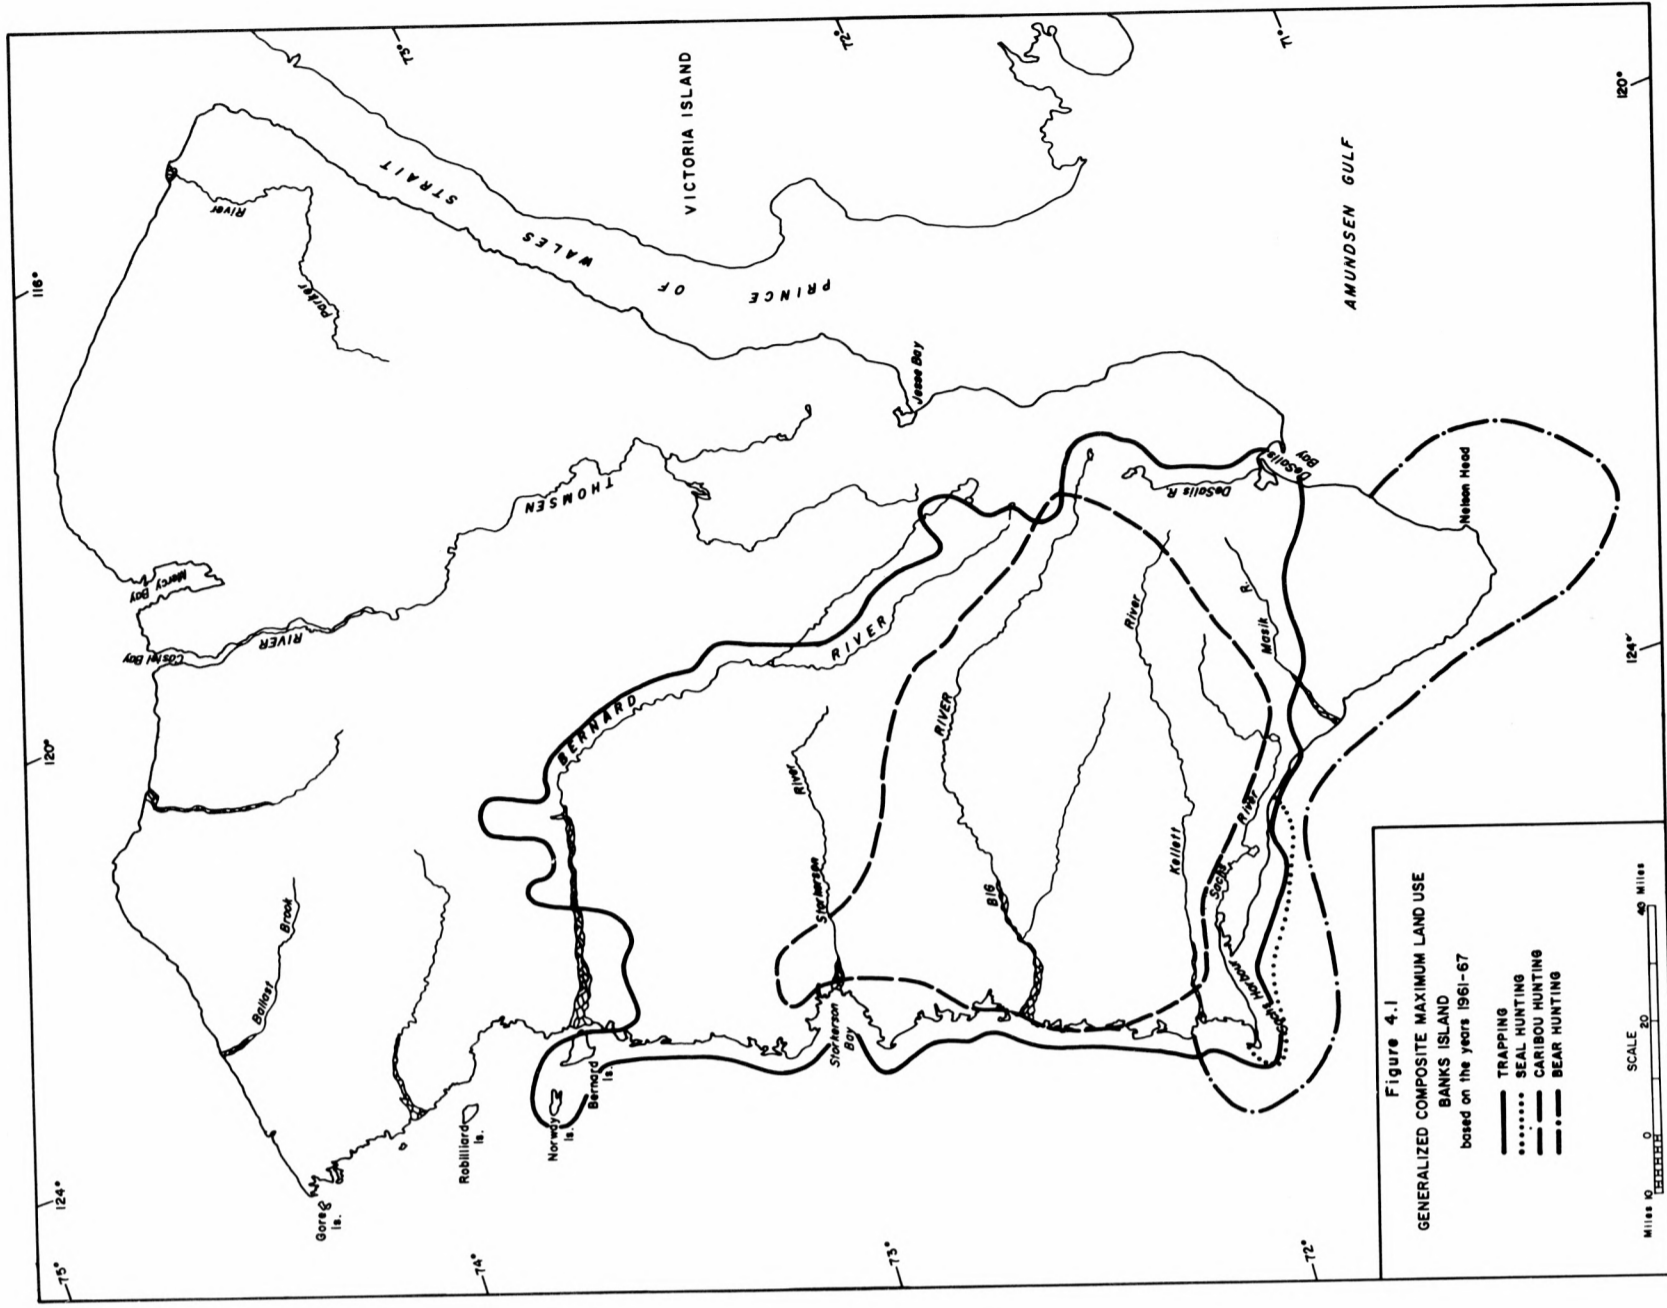 Figure 4.1
GENERALIZED COMPOSITE MAXIMUM LAND USE
BANKS ISLAND
based on the years 1961-67
TRAPPING
SEAL HUNTING
CARIBOU HUNTING
BEAR HUNTING
SCALE
Miles 10 0 20 40 Miles
75°
74°
73°
72°
124°
120°
116°
73°
72°
71°
120°
124°
Gore Is.
Robilliard Is.
Norway Is.
Bernard Is.
Storkerson Bay
Ballast Brook
Castel Bay
Mercy Bay
THOMSEN RIVER
Parker River
PRINCE OF WALES STRAIT
VICTORIA ISLAND
AMUNDSEN GULF
Jesse Bay
DeSalis Bay
DeSalis R.
Nelson Head
Masik R.
BERNARD RIVER
Storkerson River
BIG RIVER
Kellett River
Sachs River
Sachs Harbour